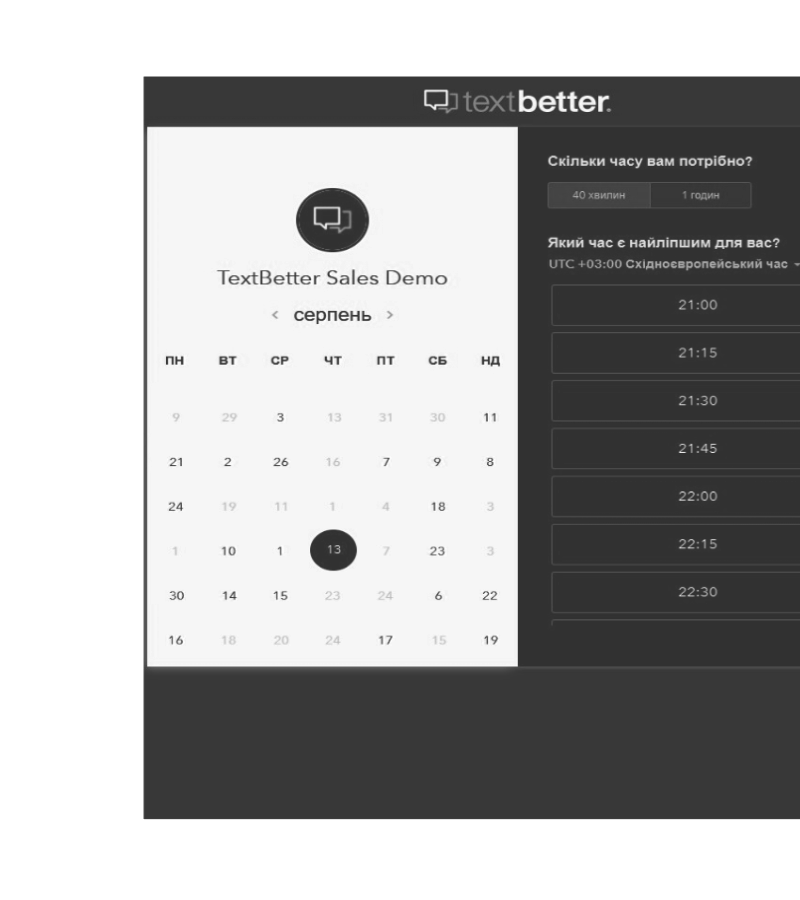 textbetter.
TextBetter Sales Demo
< серпень >
ПН ВТ СР ЧТ ПТ СБ НД
9 29 3 13 31 30 11
21 2 26 16 7 9 8
24 19 11 1 4 18 3
1 10 1 13 7 23 3
30 14 15 23 24 6 22
16 18 20 24 17 15 19
Скільки часу вам потрібно?
40 хвилин 1 годин
Який час є найліпшим для вас?
UTC +03:00 Східноєвропейський час
21:00
21:15
21:30
21:45
22:00
22:15
22:30